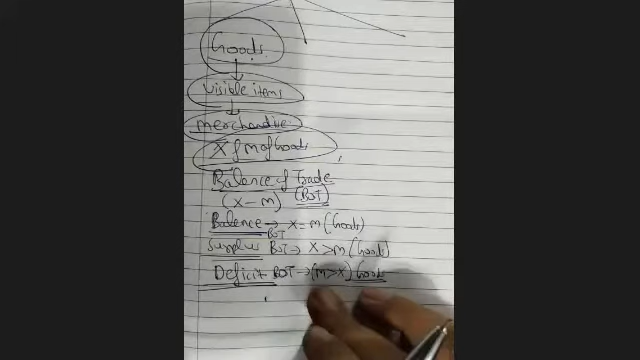 Goods
Visible items
merchandise
X & M of Goods
Balance of Trade
(X-M) (BOT)
Balance BOT → X = M (Goods)
Surplus BOT → X > M (Goods)
Deficit BOT → (M > X) Goods